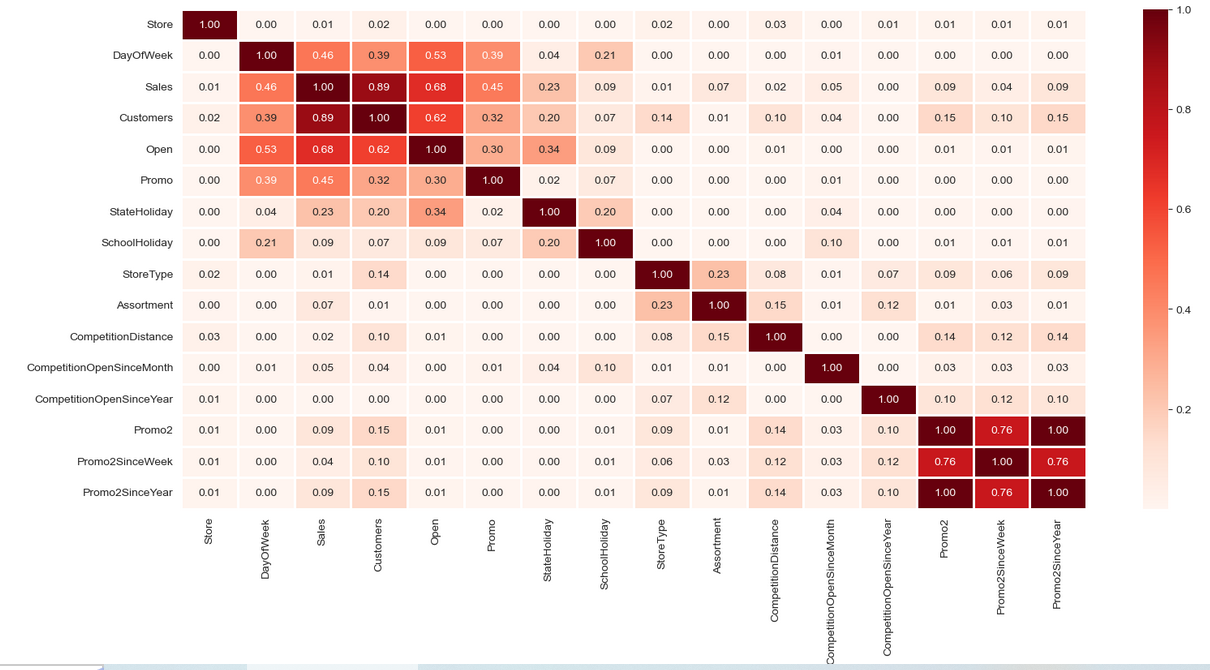 Store 1.00 0.00 0.01 0.02 0.00 0.00 0.00 0.00 0.02 0.00 0.03 0.00 0.01 0.01 0.01 0.01 1.0
DayOfWeek 0.00 1.00 0.46 0.39 0.53 0.39 0.04 0.21 0.00 0.00 0.00 0.01 0.00 0.00 0.00 0.00
Sales 0.01 0.46 1.00 0.89 0.68 0.45 0.23 0.09 0.01 0.07 0.02 0.05 0.00 0.09 0.04 0.09
Customers 0.02 0.39 0.89 1.00 0.62 0.32 0.20 0.07 0.14 0.01 0.10 0.04 0.00 0.15 0.10 0.15 0.8
Open 0.00 0.53 0.68 0.62 1.00 0.30 0.34 0.09 0.00 0.00 0.01 0.00 0.00 0.01 0.01 0.01
Promo 0.00 0.39 0.45 0.32 0.30 1.00 0.02 0.07 0.00 0.00 0.00 0.01 0.00 0.00 0.00 0.00
StateHoliday 0.00 0.04 0.23 0.20 0.34 0.02 1.00 0.20 0.00 0.00 0.00 0.04 0.00 0.00 0.00 0.00 0.6
SchoolHoliday 0.00 0.21 0.09 0.07 0.09 0.07 0.20 1.00 0.00 0.00 0.00 0.10 0.00 0.01 0.01 0.01
StoreType 0.02 0.00 0.01 0.14 0.00 0.00 0.00 0.00 1.00 0.23 0.08 0.01 0.07 0.09 0.06 0.09
Assortment 0.00 0.00 0.07 0.01 0.00 0.00 0.00 0.00 0.23 1.00 0.15 0.01 0.12 0.01 0.03 0.01 0.4
CompetitionDistance 0.03 0.00 0.02 0.10 0.01 0.00 0.00 0.00 0.08 0.15 1.00 0.00 0.00 0.14 0.12 0.14
CompetitionOpenSinceMonth 0.00 0.01 0.05 0.04 0.00 0.01 0.04 0.10 0.01 0.01 0.00 1.00 0.00 0.03 0.03 0.03
CompetitionOpenSinceYear 0.01 0.00 0.00 0.00 0.00 0.00 0.00 0.00 0.07 0.12 0.00 0.00 1.00 0.10 0.12 0.10 0.2
Promo2 0.01 0.00 0.09 0.15 0.01 0.00 0.00 0.01 0.09 0.01 0.14 0.03 0.10 1.00 0.76 1.00
Promo2SinceWeek 0.01 0.00 0.04 0.10 0.01 0.00 0.00 0.01 0.06 0.03 0.12 0.03 0.12 0.76 1.00 0.76
Promo2SinceYear 0.01 0.00 0.09 0.15 0.01 0.00 0.00 0.01 0.09 0.01 0.14 0.03 0.10 1.00 0.76 1.00
Store
DayOfWeek
Sales
Customers
Open
Promo
StateHoliday
SchoolHoliday
StoreType
Assortment
CompetitionDistance
CompetitionOpenSinceMonth
CompetitionOpenSinceYear
Promo2
Promo2SinceWeek
Promo2SinceYear